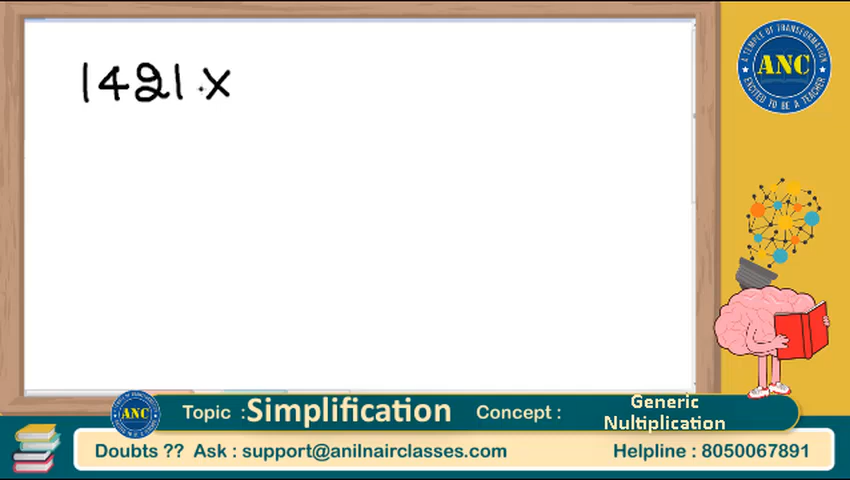 1421 x
A TEMPLE OF TRANSFORMATION
ANC
EXCITED TO BE A TEACHER
ANC
Topic : Simplification Concept : Generic
Nultiplication
Doubts ?? Ask : support@anilnairclasses.com Helpline : 8050067891